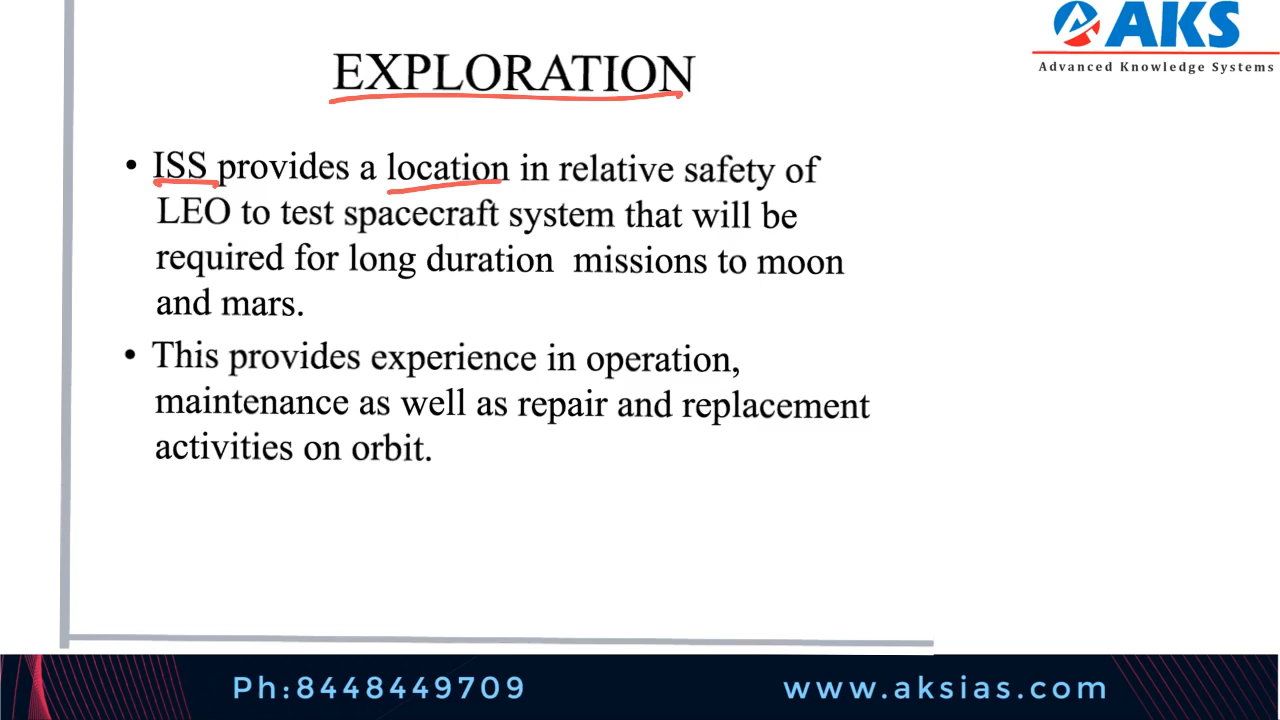 AKS
Advanced Knowledge Systems
EXPLORATION
• ISS provides a location in relative safety of
LEO to test spacecraft system that will be
required for long duration missions to moon
and mars.
• This provides experience in operation,
maintenance as well as repair and replacement
activities on orbit.
Ph:8448449709
www.aksias.com